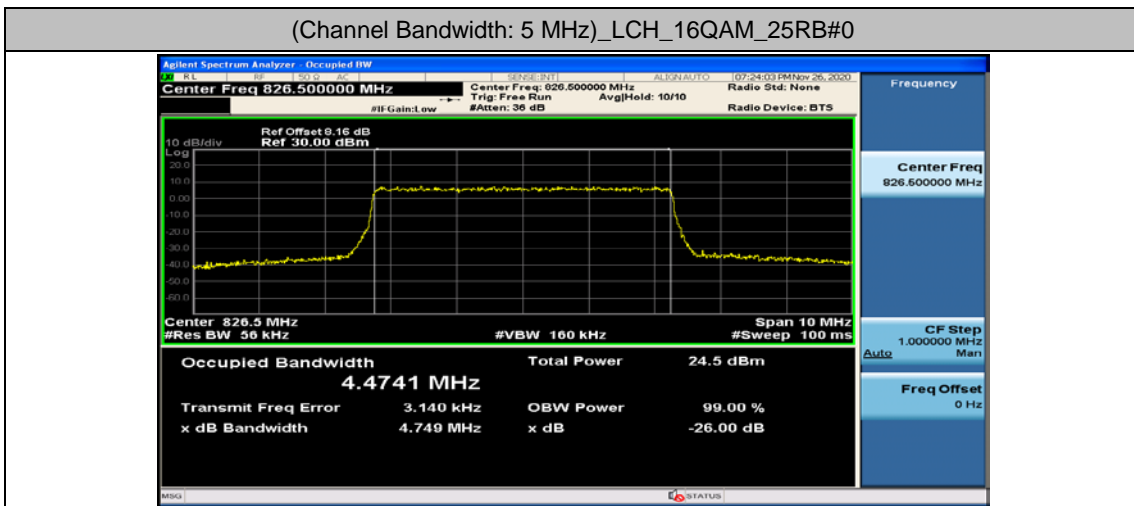 (Channel Bandwidth: 5 MHz)_LCH_16QAM_25RB#0
Agilent Spectrum Analyzer - Occupied BW
RL RF 50 Ω AC SENSE:INT ALIGN AUTO 07:24:03 PM Nov 26, 2020
Center Freq 826.500000 MHz
Center Freq: 826.500000 MHz
Radio Std: None
Trig: Free Run Avg|Hold: 10/10
#IFGain:Low #Atten: 36 dB Radio Device: BTS
Ref Offset 8.16 dB
10 dB/div Ref 30.00 dBm
Log
20.0
10.0
0.00
-10.0
-20.0
-30.0
-40.0
-50.0
-60.0
Center 826.5 MHz Span 10 MHz
#Res BW 56 kHz #VBW 160 kHz #Sweep 100 ms
Occupied Bandwidth Total Power 24.5 dBm
4.4741 MHz
Transmit Freq Error 3.140 kHz OBW Power 99.00 %
x dB Bandwidth 4.749 MHz x dB -26.00 dB
Frequency
Center Freq
826.500000 MHz
CF Step
1.000000 MHz
Auto Man
Freq Offset
0 Hz
MSG STATUS